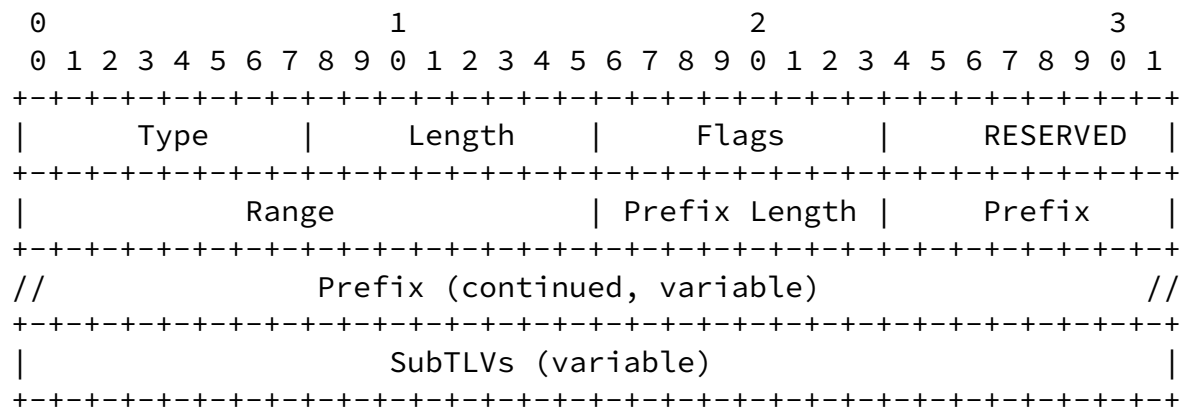 0                   1                   2                   3
 0 1 2 3 4 5 6 7 8 9 0 1 2 3 4 5 6 7 8 9 0 1 2 3 4 5 6 7 8 9 0 1
+-+-+-+-+-+-+-+-+-+-+-+-+-+-+-+-+-+-+-+-+-+-+-+-+-+-+-+-+-+-+-+-+
|      Type     |     Length    |     Flags     |     RESERVED  |
+-+-+-+-+-+-+-+-+-+-+-+-+-+-+-+-+-+-+-+-+-+-+-+-+-+-+-+-+-+-+-+-+
|            Range              | Prefix Length |     Prefix    |
+-+-+-+-+-+-+-+-+-+-+-+-+-+-+-+-+-+-+-+-+-+-+-+-+-+-+-+-+-+-+-+-+
//               Prefix (continued, variable)                  //
+-+-+-+-+-+-+-+-+-+-+-+-+-+-+-+-+-+-+-+-+-+-+-+-+-+-+-+-+-+-+-+-+
|                    SubTLVs (variable)                         |
+-+-+-+-+-+-+-+-+-+-+-+-+-+-+-+-+-+-+-+-+-+-+-+-+-+-+-+-+-+-+-+-+